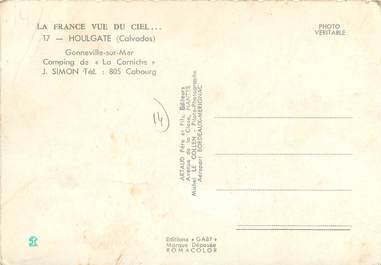 LA FRANCE VUE DU CIEL...
17 — HOULGATE (Calvados)
Gonneville-sur-Mer
Camping de « La Corniche »
J. SIMON Tél. : 805 Cabourg
PHOTO
VERITABLE
14
ARTAUD Père et Fils, Editeurs
Avenue de la Close, NANTES
Michel LE COLLEN - Pilote-Photographe
Aéroport BORDEAUX-MERIGNAC
Editions « GABY »
Marque Déposée
ROMACOLOR